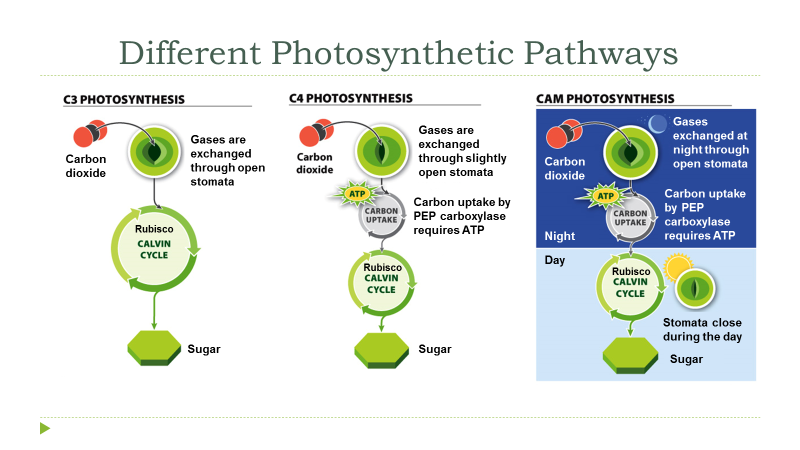 Different Photosynthetic Pathways
C3 PHOTOSYNTHESIS
Carbon
dioxide
Gases are
exchanged
through open
stomata
Rubisco
CALVIN
CYCLE
Sugar
C4 PHOTOSYNTHESIS
Carbon
dioxide
Gases are
exchanged
through slightly
open stomata
ATP
CARBON
UPTAKE
Carbon uptake by
PEP carboxylase
requires ATP
Rubisco
CALVIN
CYCLE
Sugar
CAM PHOTOSYNTHESIS
Carbon
dioxide
Gases
exchanged at
night through
open stomata
ATP
CARBON
UPTAKE
Carbon uptake
by PEP
carboxylase
requires ATP
Night
Day
Rubisco
CALVIN
CYCLE
Stomata close
during the day
Sugar